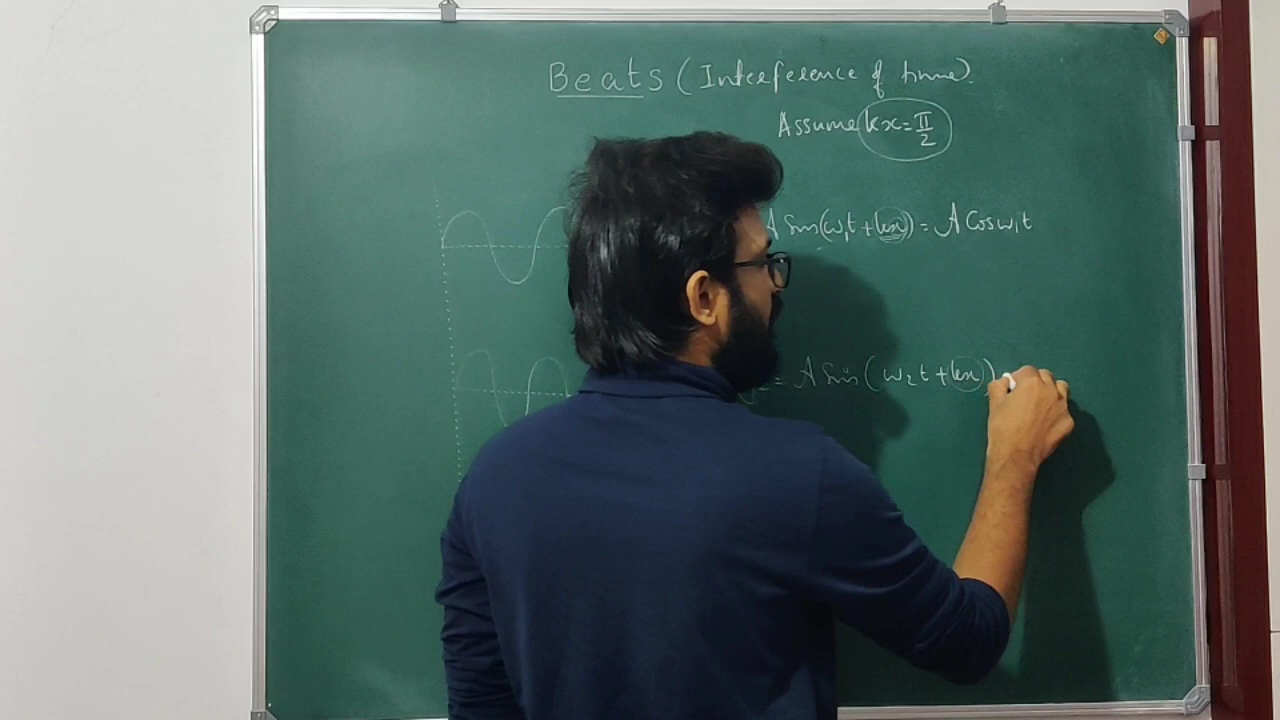 Beats (Interference of time).
Assume kx = π/2
A Sin(ω₁t + kx) = A Cosω₁t
= A Sin(ω₂t + kx)